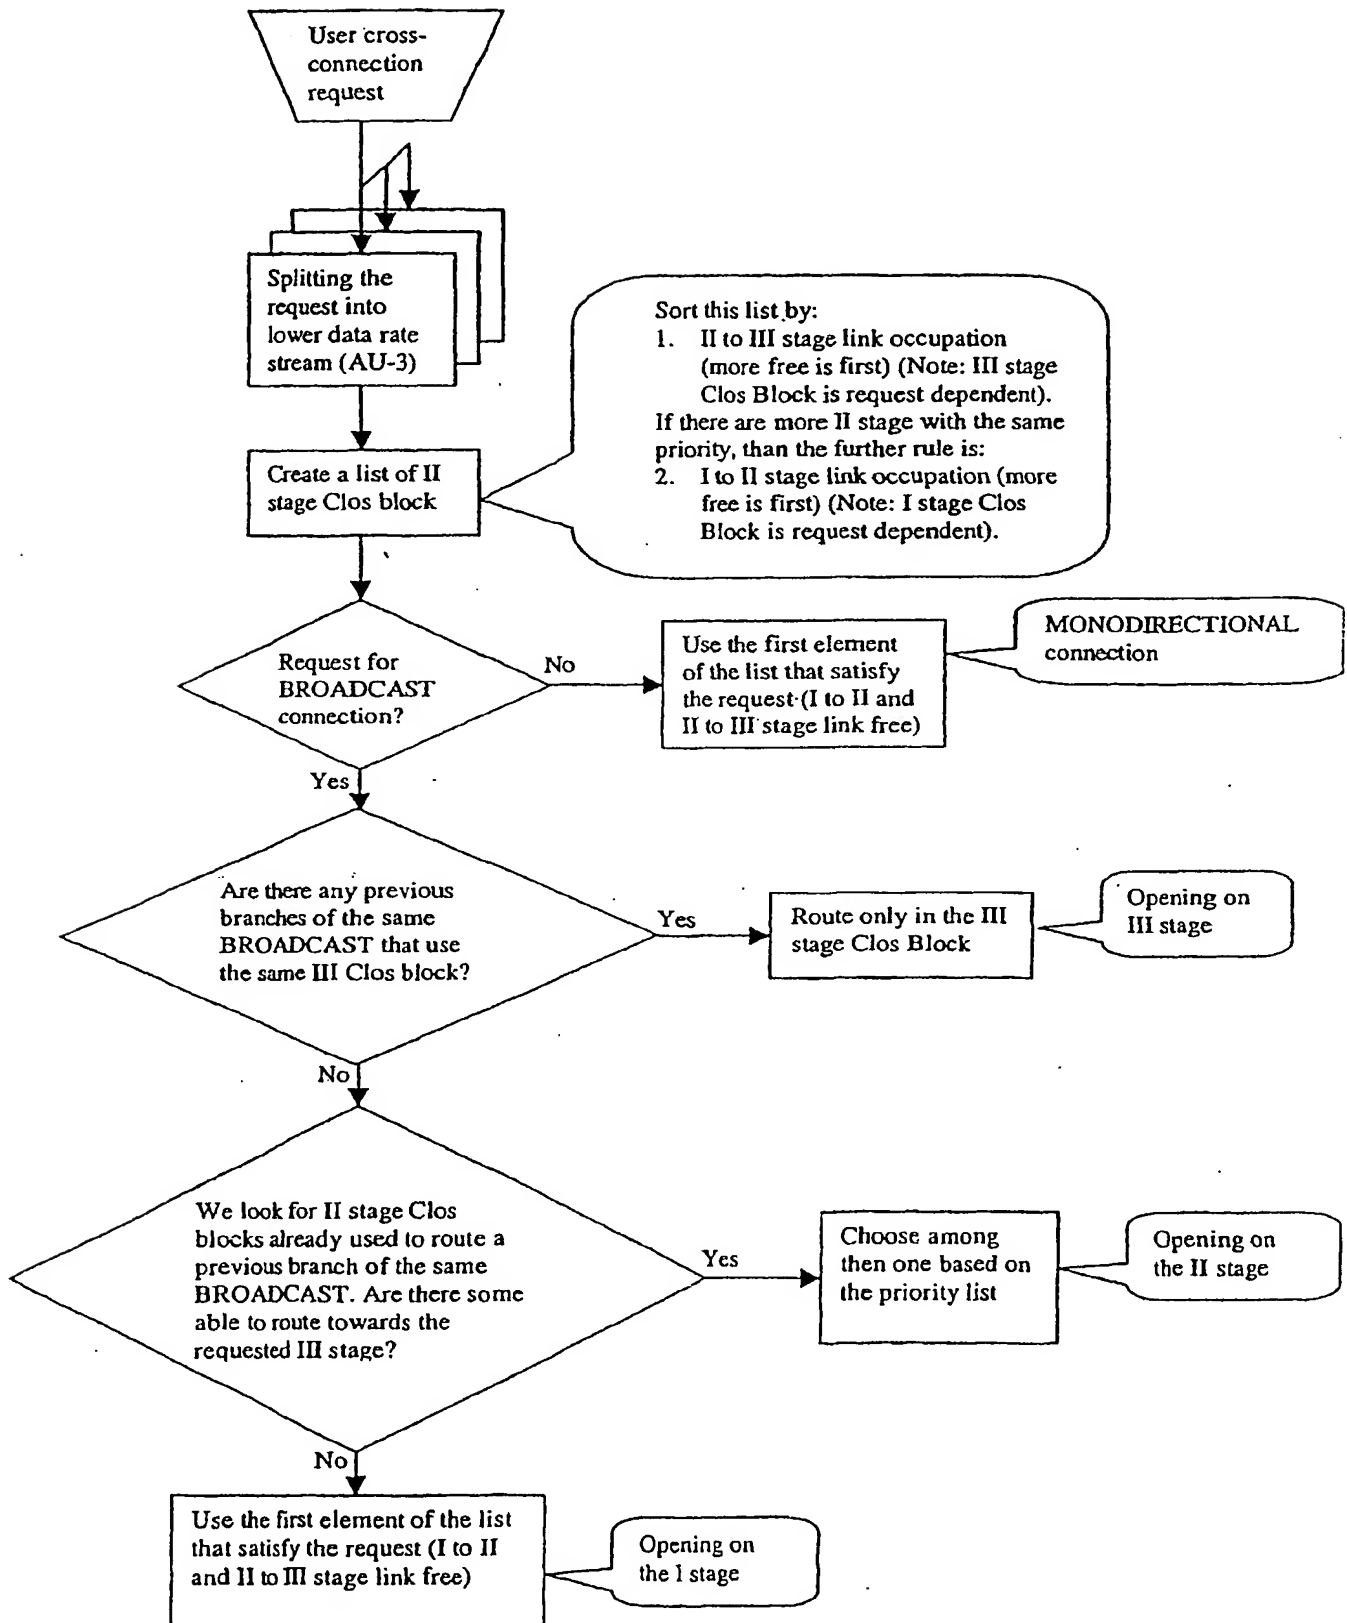 User cross-
connection
request
Splitting the
request into
lower data rate
stream (AU-3)
Sort this list by:
1. II to III stage link occupation
(more free is first) (Note: III stage
Clos Block is request dependent).
If there are more II stage with the same
priority, than the further rule is:
2. I to II stage link occupation (more
free is first) (Note: I stage Clos
Block is request dependent).
Create a list of II
stage Clos block
Request for
BROADCAST
connection?
No
Use the first element
of the list that satisfy
the request (I to II and
II to III stage link free)
MONODIRECTIONAL
connection
Yes
Are there any previous
branches of the same
BROADCAST that use
the same III Clos block?
Yes
Route only in the III
stage Clos Block
Opening on
III stage
No
We look for II stage Clos
blocks already used to route a
previous branch of the same
BROADCAST. Are there some
able to route towards the
requested III stage?
Yes
Choose among
then one based on
the priority list
Opening on
the II stage
No
Use the first element of the list
that satisfy the request (I to II
and II to III stage link free)
Opening on
the I stage